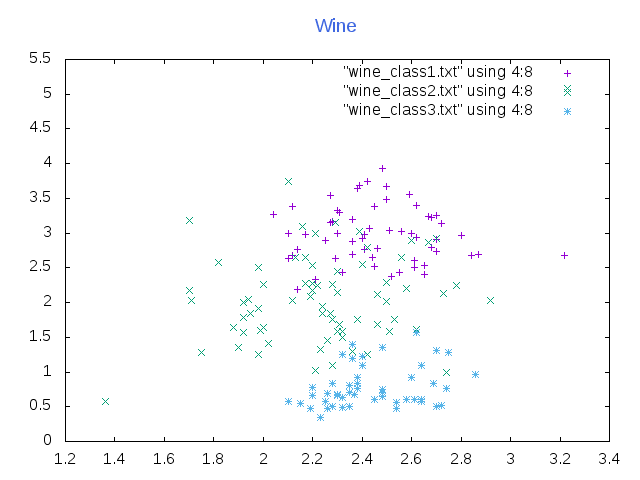 Wine
5.5
"wine_class1.txt" using 4:8
5
"wine_class2.txt" using 4:8
"wine_class3.txt" using 4:8
4.5
4
3.5
3
2.5
2
1.5
1
0.5
0
1.2 1.4 1.6 1.8 2 2.2 2.4 2.6 2.8 3 3.2 3.4